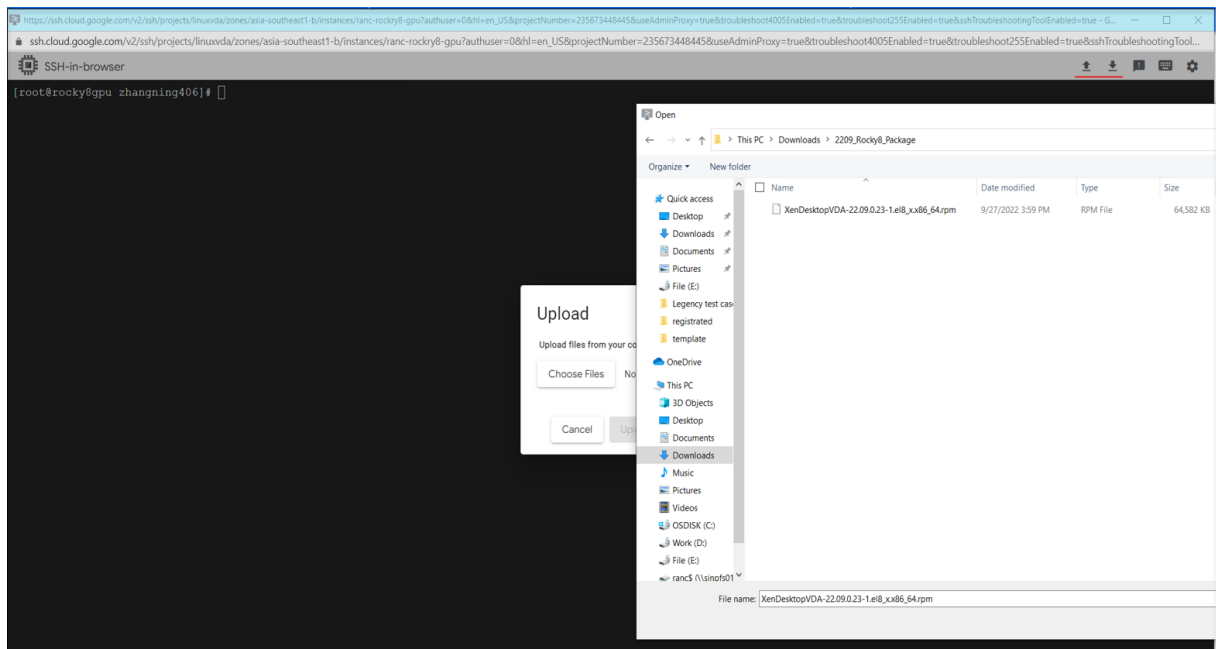 https://ssh.cloud.google.com/v2/ssh/projects/linuxvda/zones/asia-southeast1-b/instances/ranc-rockry8-gpu?authuser=0&hl=en_US&projectNumber=235673448445&useAdminProxy=true&troubleshoot4005Enabled=true&troubleshoot255Enabled=true&sshTroubleshootingToolEnabled=true - G...
ssh.cloud.google.com/v2/ssh/projects/linuxvda/zones/asia-southeast1-b/instances/ranc-rockry8-gpu?authuser=0&hl=en_US&projectNumber=235673448445&useAdminProxy=true&troubleshoot4005Enabled=true&troubleshoot255Enabled=true&sshTroubleshootingTool...
SSH-in-browser
[root@rocky8gpu zhangning406]#
Open
This PC > Downloads > 2209_Rocky8_Package
Organize New folder
Name Date modified Type Size
XenDesktopVDA-22.09.0.23-1.el8_x.x86_64.rpm 9/27/2022 3:59 PM RPM File 64,582 KB
Quick access
Desktop
Downloads
Documents
Pictures
File (E:)
Legency test cas
registrated
template
OneDrive
This PC
3D Objects
Desktop
Documents
Downloads
Music
Pictures
Videos
OSDISK (C:)
Work (D:)
File (E:)
ranc$ (\\sinpfs01
File name: XenDesktopVDA-22.09.0.23-1.el8_x.x86_64.rpm
Upload
Upload files from your co
Choose Files No
Cancel Upl